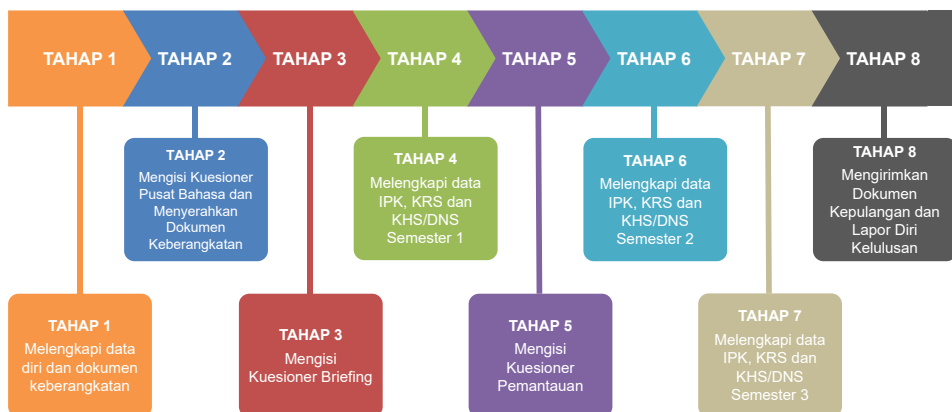 TAHAP 1
TAHAP 2
TAHAP 3
TAHAP 4
TAHAP 5
TAHAP 6
TAHAP 7
TAHAP 8
TAHAP 2
Mengisi Kuesioner
Pusat Bahasa dan
Menyerahkan
Dokumen
Keberangkatan
TAHAP 4
Melengkapi data
IPK, KRS dan
KHS/DNS
Semester 1
TAHAP 6
Melengkapi data
IPK, KRS dan
KHS/DNS
Semester 2
TAHAP 8
Mengirimkan
Dokumen
Kepulangan dan
Lapor Diri
Kelulusan
TAHAP 1
Melengkapi data
diri dan dokumen
keberangkatan
TAHAP 3
Mengisi
Kuesioner Briefing
TAHAP 5
Mengisi
Kuesioner
Pemantauan
TAHAP 7
Melengkapi data
IPK, KRS dan
KHS/DNS
Semester 3